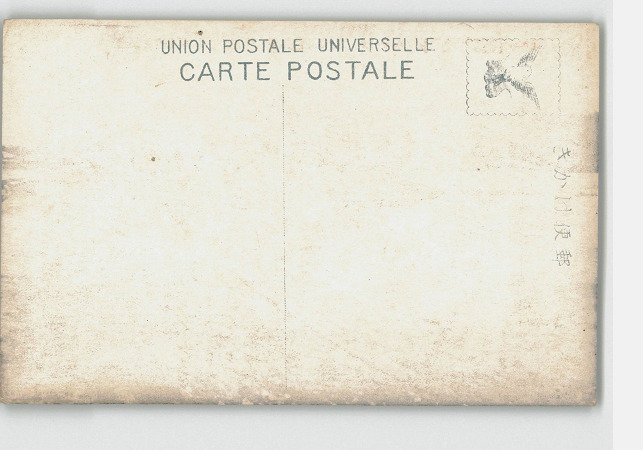 UNION POSTALE UNIVERSELLE
CARTE POSTALE
きかは便郵